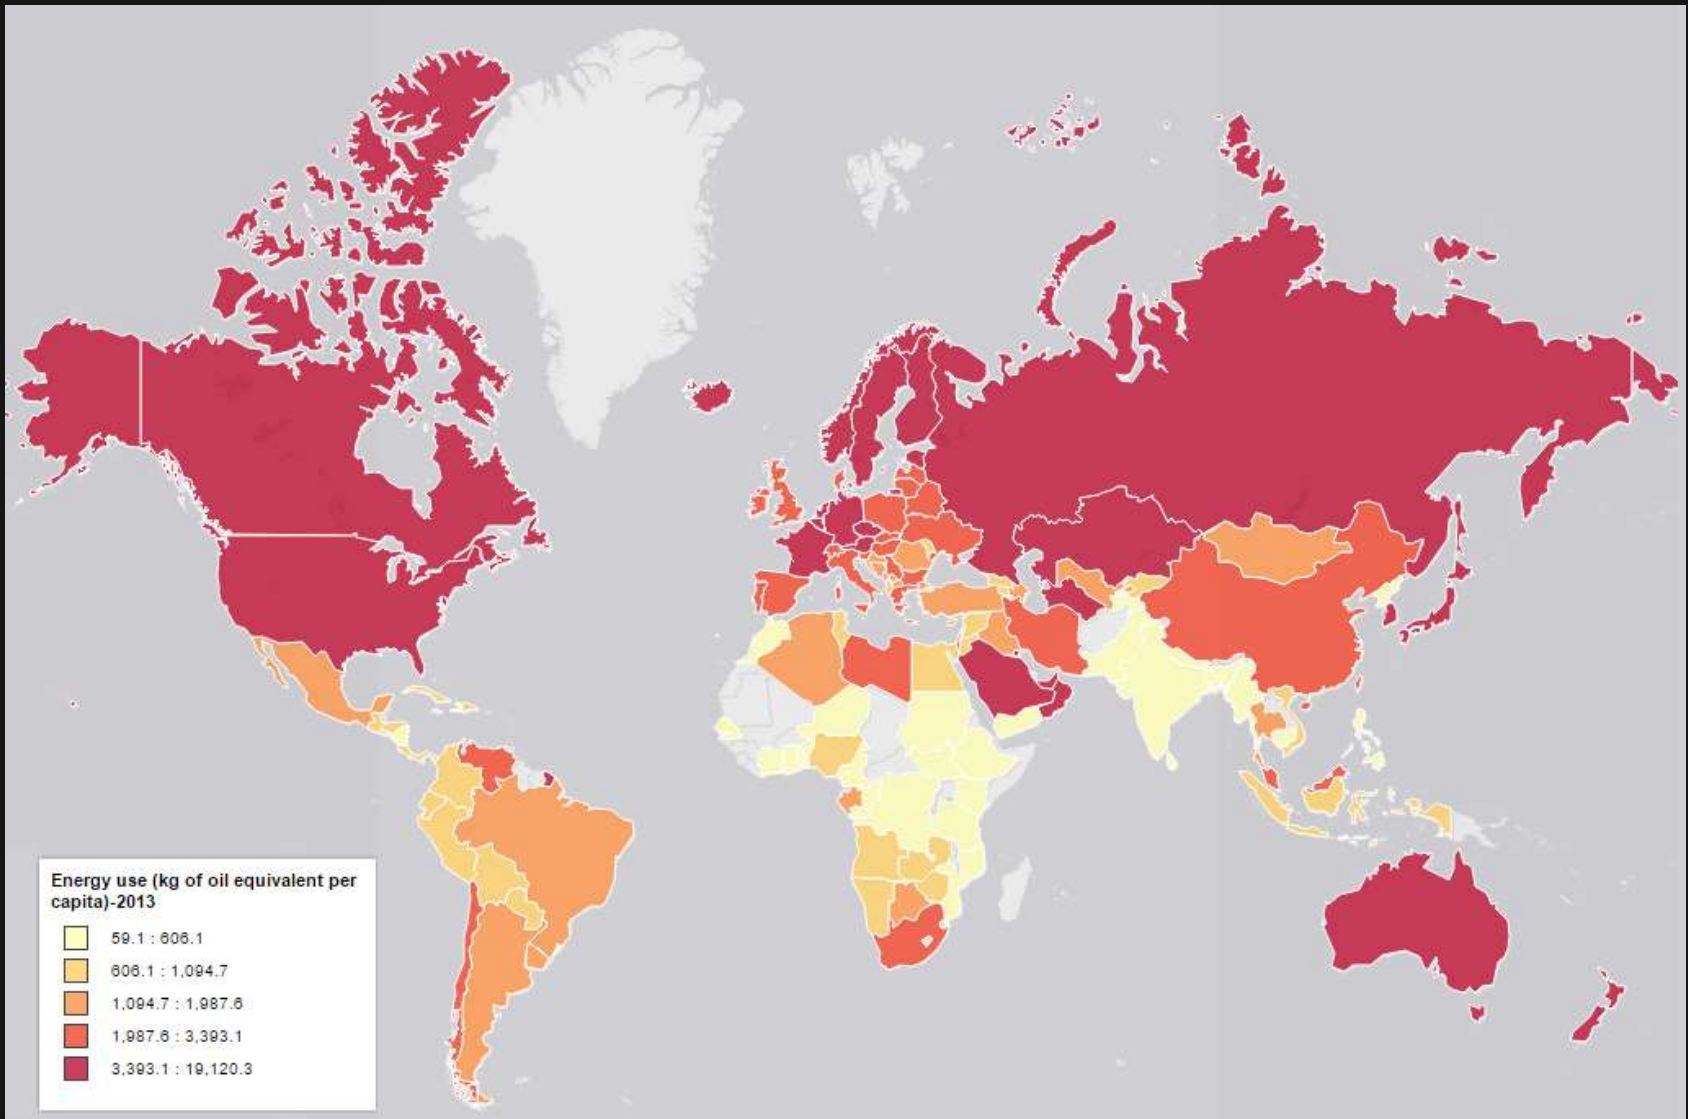 Energy use (kg of oil equivalent per
capita)-2013
59.1 : 606.1
606.1 : 1,094.7
1,094.7 : 1,987.6
1,987.6 : 3,393.1
3,393.1 : 19,120.3